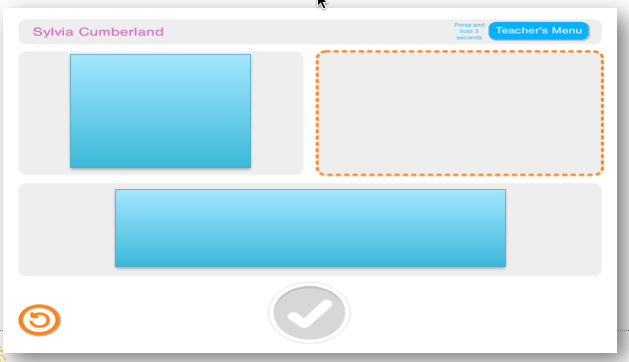 Sylvia Cumberland
Press and
hold 3
seconds
Teacher's Menu